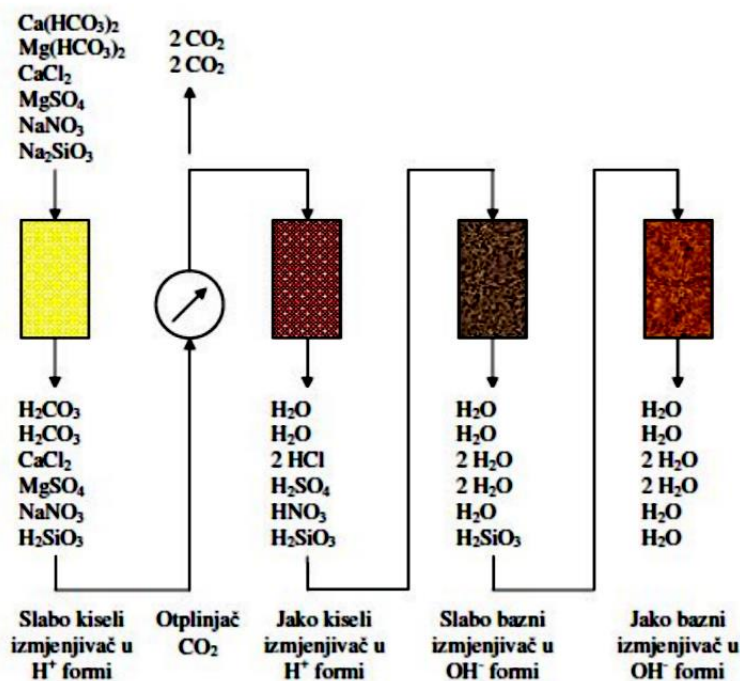 Ca(HCO₃)₂
Mg(HCO₃)₂
CaCl₂
MgSO₄
NaNO₃
Na₂SiO₃
2 CO₂
2 CO₂
H₂CO₃
H₂CO₃
CaCl₂
MgSO₄
NaNO₃
H₂SiO₃
H₂O
H₂O
2 HCl
H₂SO₄
HNO₃
H₂SiO₃
H₂O
H₂O
2 H₂O
2 H₂O
H₂O
H₂SiO₃
H₂O
H₂O
2 H₂O
2 H₂O
H₂O
H₂O
Slabo kiseli
izmjenjivač u
H⁺ formi
Otplinjač
CO₂
Jako kiseli
izmjenjivač u
H⁺ formi
Slabo bazni
izmjenjivač u
OH⁻ formi
Jako bazni
izmjenjivač u
OH⁻ formi